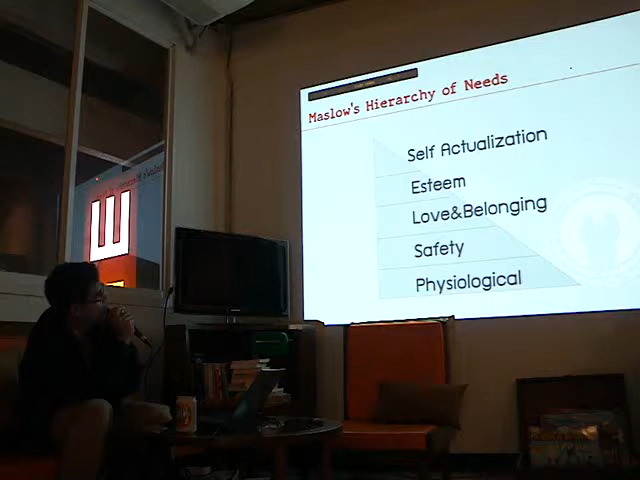 Maslow's Hierarchy of Needs
Self Actualization
Esteem
Love&Belonging
Safety
Physiological